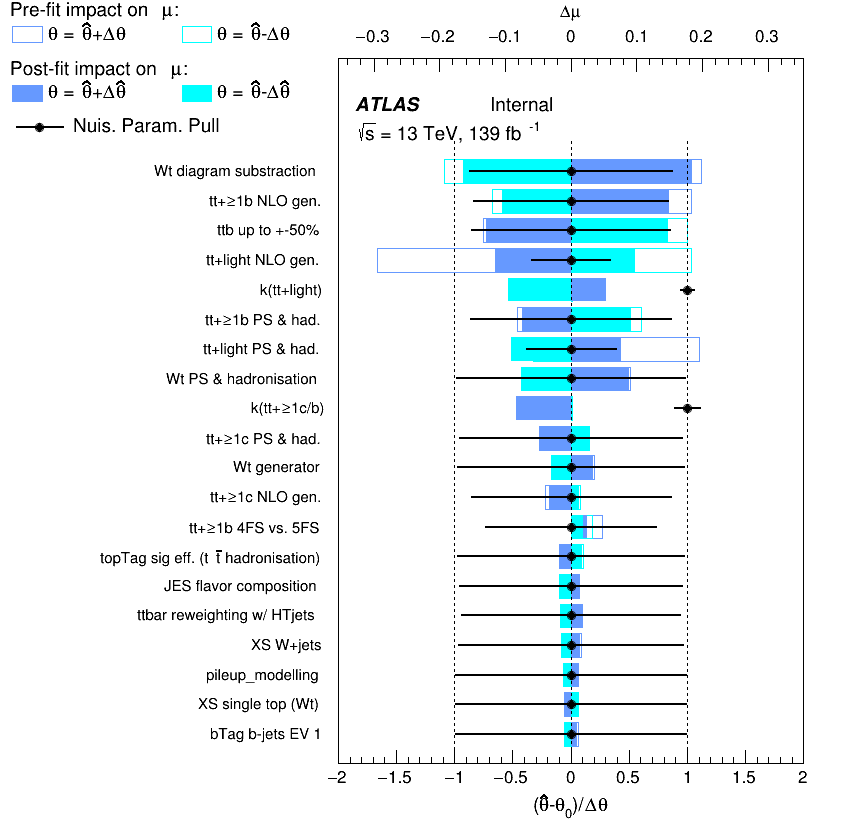 Pre-fit impact on μ:
θ = θ̂+Δθ θ = θ̂-Δθ
Post-fit impact on μ:
θ = θ̂+Δθ̂ θ = θ̂-Δθ̂
Nuis. Param. Pull
Δμ
−0.3 −0.2 −0.1 0 0.1 0.2 0.3
ATLAS Internal
√s = 13 TeV, 139 fb⁻¹
Wt diagram substraction
tt+≥1b NLO gen.
ttb up to +-50%
tt+light NLO gen.
k(tt+light)
tt+≥1b PS & had.
tt+light PS & had.
Wt PS & hadronisation
k(tt+≥1c/b)
tt+≥1c PS & had.
Wt generator
tt+≥1c NLO gen.
tt+≥1b 4FS vs. 5FS
topTag sig eff. (t t̄ hadronisation)
JES flavor composition
ttbar reweighting w/ HTjets
XS W+jets
pileup_modelling
XS single top (Wt)
bTag b-jets EV 1
−2 −1.5 −1 −0.5 0 0.5 1 1.5 2
(θ̂-θ₀)/Δθ